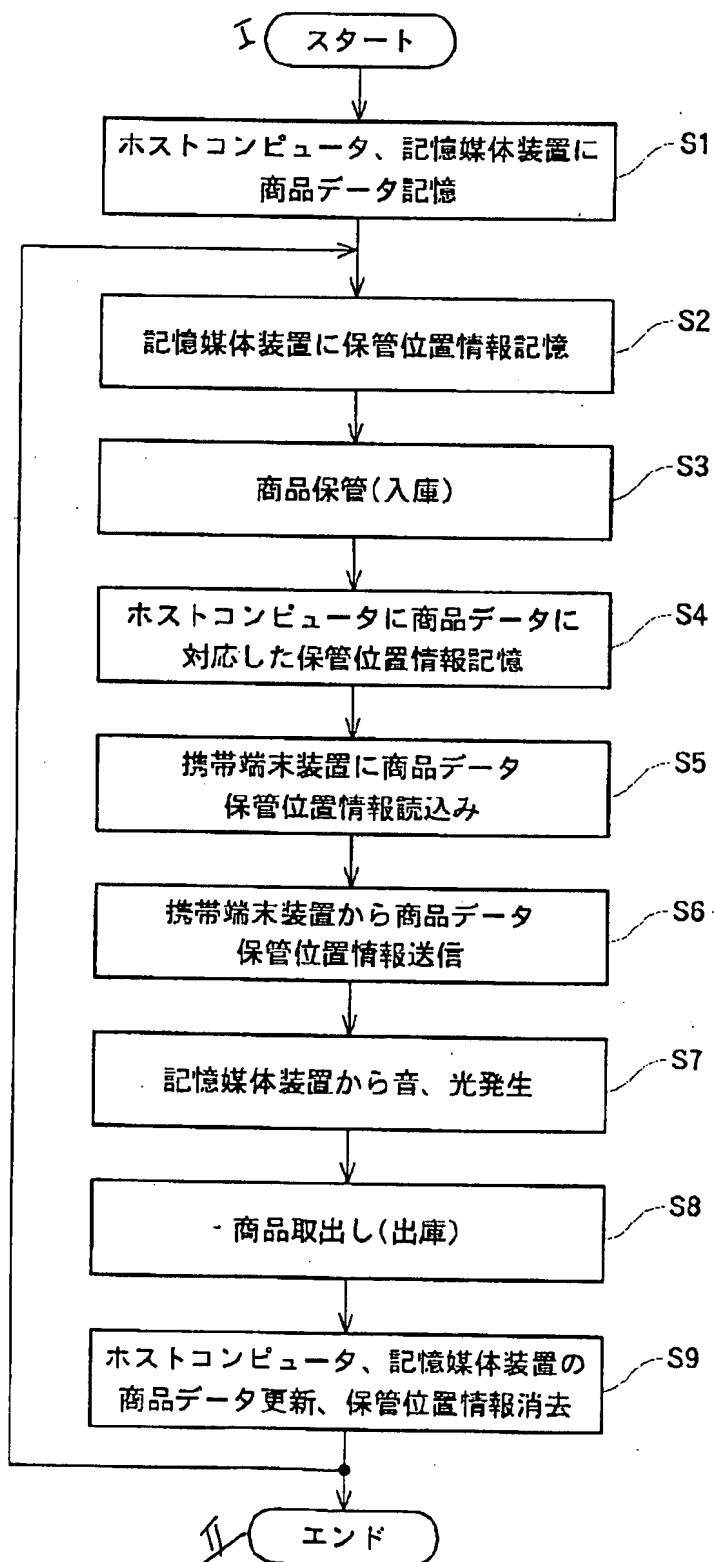 I スタート
ホストコンピュータ、記憶媒体装置に
商品データ記憶
S1
記憶媒体装置に保管位置情報記憶
S2
商品保管(入庫)
S3
ホストコンピュータに商品データに
対応した保管位置情報記憶
S4
携帯端末装置に商品データ
保管位置情報読込み
S5
携帯端末装置から商品データ
保管位置情報送信
S6
記憶媒体装置から音、光発生
S7
商品取出し(出庫)
S8
ホストコンピュータ、記憶媒体装置の
商品データ更新、保管位置情報消去
S9
II エンド